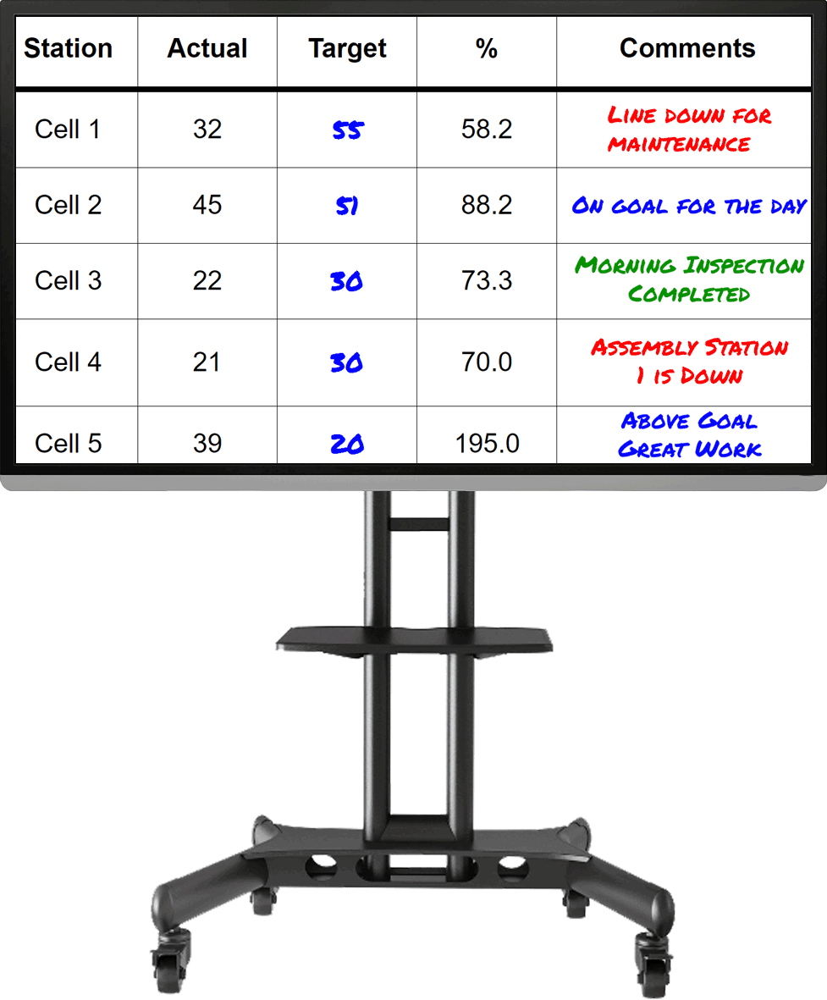 Station Actual Target % Comments
Cell 1 32 55 58.2 LINE DOWN FOR
MAINTENANCE
Cell 2 45 51 88.2 ON GOAL FOR THE DAY
Cell 3 22 30 73.3 MORNING INSPECTION
COMPLETED
Cell 4 21 30 70.0 ASSEMBLY STATION
1 IS DOWN
Cell 5 39 20 195.0 ABOVE GOAL
GREAT WORK